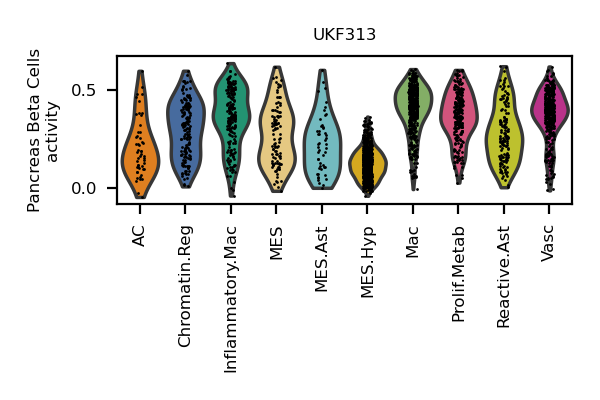 UKF313
Pancreas Beta Cells
activity
0.5
0.0
AC
Chromatin.Reg
Inflammatory.Mac
MES
MES.Ast
MES.Hyp
Mac
Prolif.Metab
Reactive.Ast
Vasc